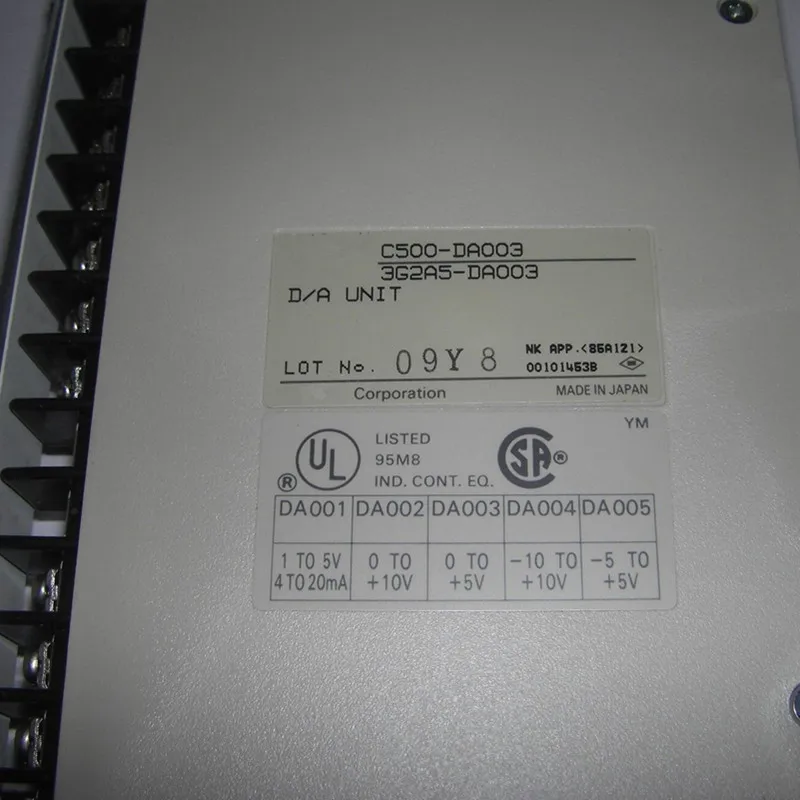 C500-DA003
3G2A5-DA003
D/A UNIT
LOT No. 09Y8
NK APP.<85A121>
00101453B
Corporation MADE IN JAPAN
YM
UL ® LISTED
95M8
IND. CONT. EQ.
SA ®
DA001 DA002 DA003 DA004 DA005
1 TO 5V 0 TO 0 TO −10 TO −5 TO
4 TO 20mA +10V +5V +10V +5V